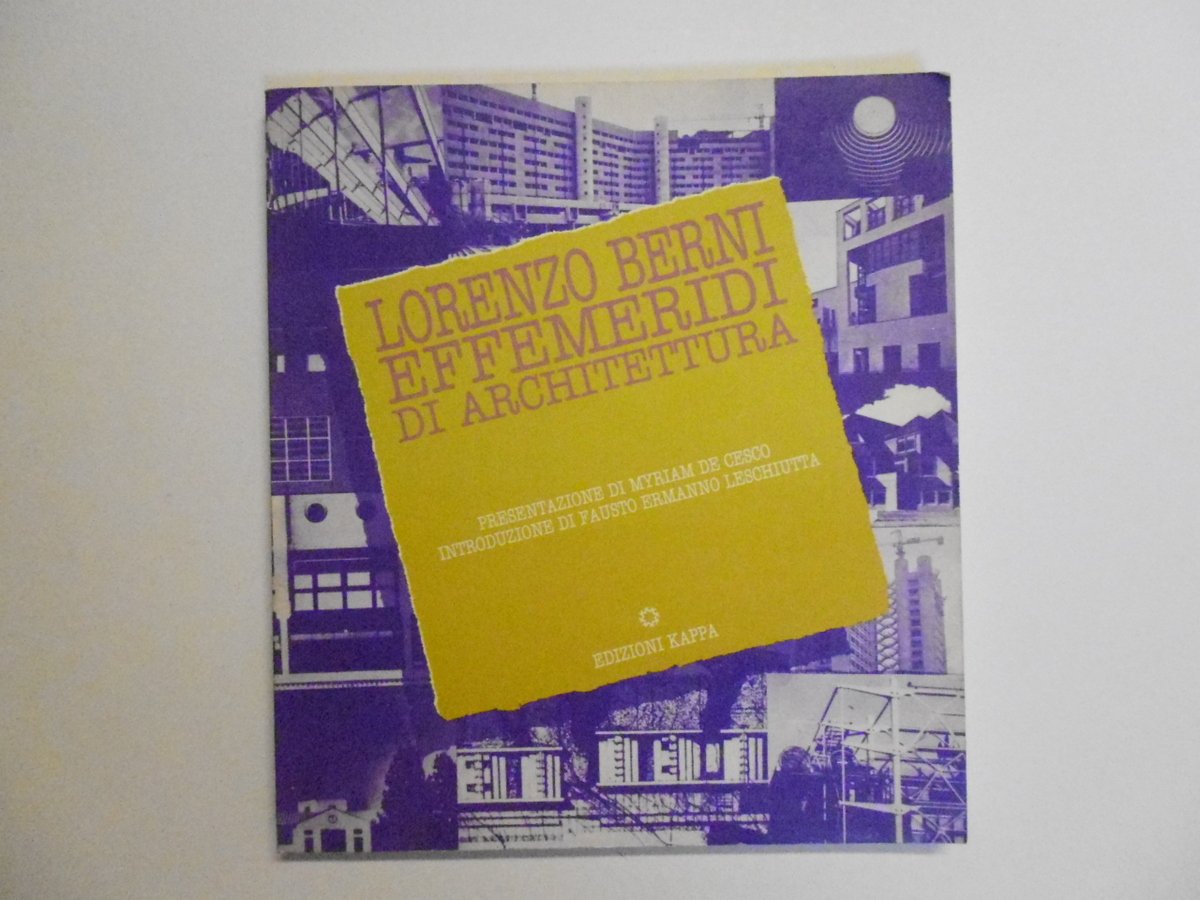 LORENZO BERNI
EFFEMERIDI
DI ARCHITETTURA
PRESENTAZIONE DI MYRIAM DE CESCO
INTRODUZIONE DI FAUSTO ERMANNO LESCHIUTTA
EDIZIONI KAPPA